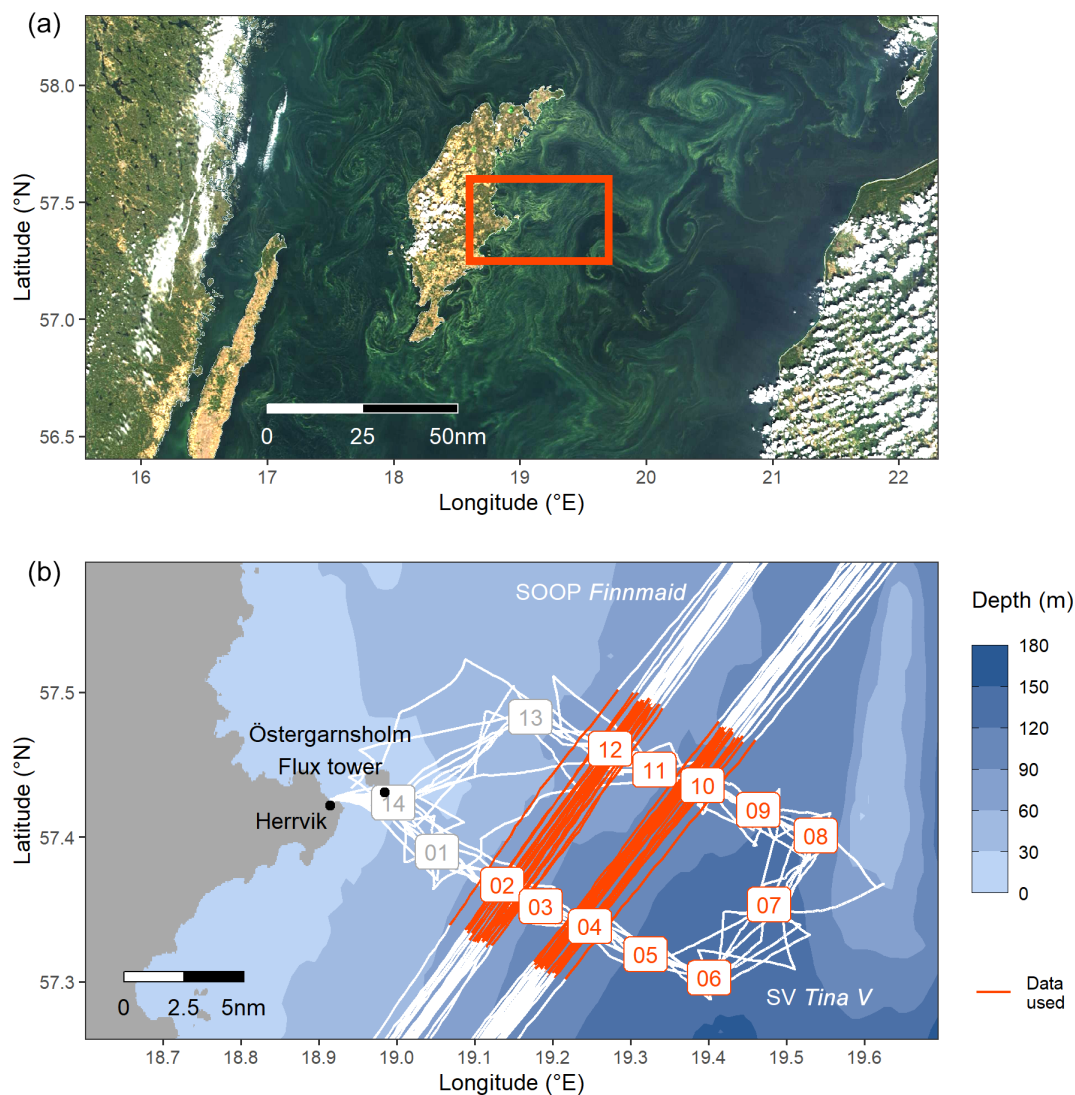 (a)
58.0
57.5
57.0
56.5
Latitude (°N)
0 25 50nm
16 17 18 19 20 21 22
Longitude (°E)
(b)
SOOP Finnmaid
57.5
57.4
57.3
Latitude (°N)
Östergarnsholm
Flux tower
Herrvik
13
12
11
10
09
08
14
01
02
03
04
05
06
07
SV Tina V
0 2.5 5nm
18.7 18.8 18.9 19.0 19.1 19.2 19.3 19.4 19.5 19.6
Longitude (°E)
Depth (m)
180
150
120
90
60
30
0
Data
used